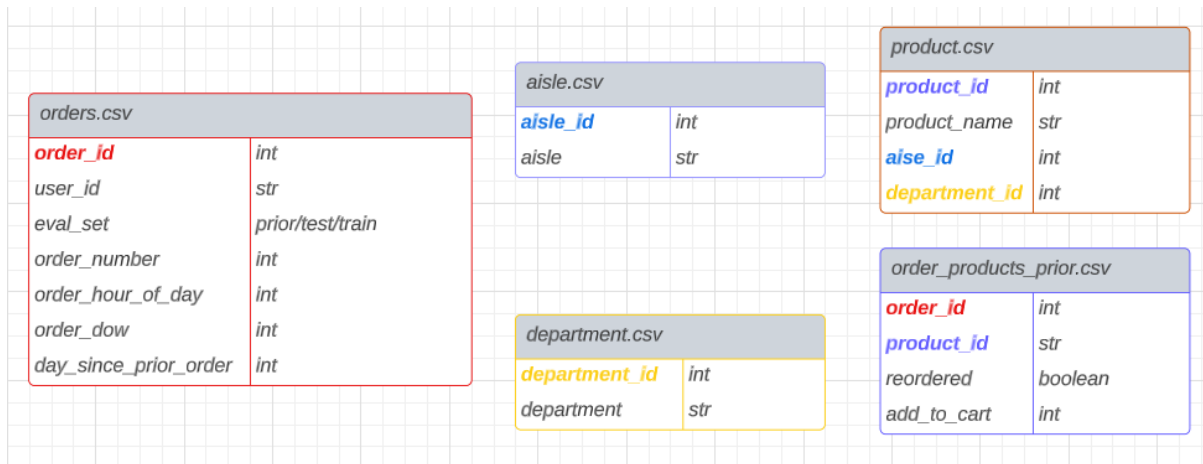 orders.csv
order_id int
user_id str
eval_set prior/test/train
order_number int
order_hour_of_day int
order_dow int
day_since_prior_order int
aisle.csv
aisle_id int
aisle str
department.csv
department_id int
department str
product.csv
product_id int
product_name str
aise_id int
department_id int
order_products_prior.csv
order_id int
product_id str
reordered boolean
add_to_cart int